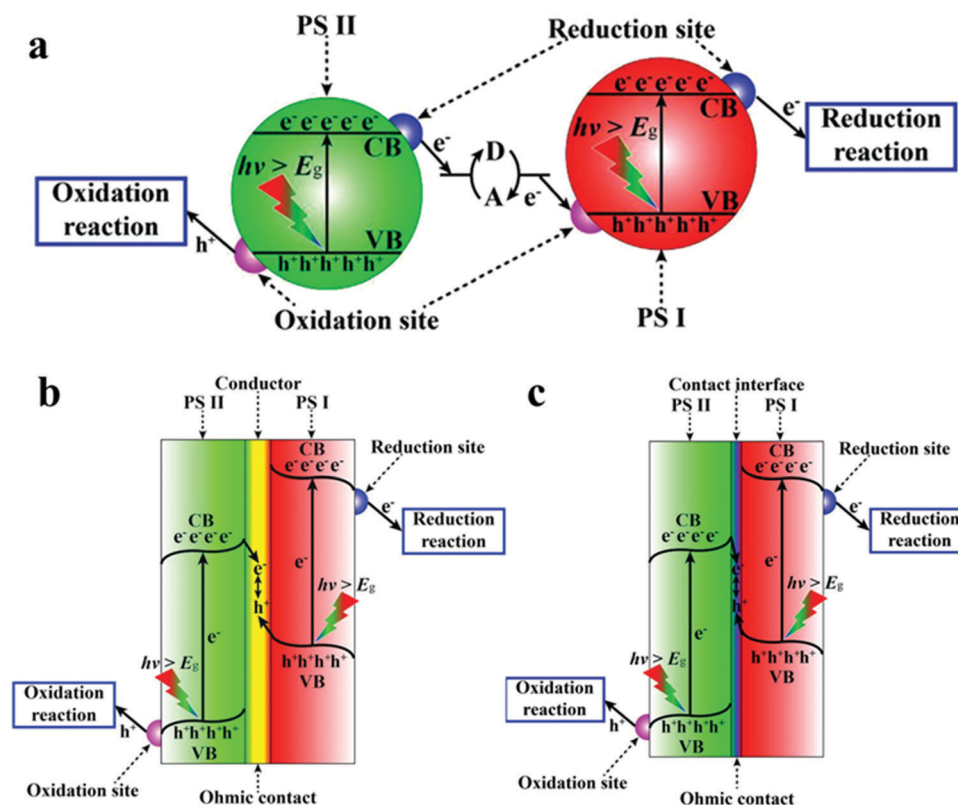 a
PS II
Reduction site
e⁻e⁻e⁻e⁻e⁻
CB
hν > Eg
VB
h⁺h⁺h⁺h⁺h⁺
Oxidation
reaction
h⁺
e⁻
D
A
e⁻
e⁻e⁻e⁻e⁻e⁻
CB
hν > Eg
VB
h⁺h⁺h⁺h⁺h⁺
e⁻
Reduction
reaction
Oxidation site
PS I
b
Conductor
PS II
PS I
CB
e⁻e⁻e⁻e⁻
Reduction site
e⁻
Reduction
reaction
CB
e⁻e⁻e⁻e⁻
e⁻
h⁺
e⁻
hν > Eg
e⁻
h⁺h⁺h⁺h⁺
VB
hν > Eg
Oxidation
reaction
h⁺
h⁺h⁺h⁺h⁺
VB
Oxidation site
Ohmic contact
c
Contact interface
PS II
PS I
CB
e⁻e⁻e⁻e⁻
Reduction site
e⁻
Reduction
reaction
CB
e⁻e⁻e⁻e⁻
e⁻
h⁺
e⁻
hν > Eg
e⁻
h⁺h⁺h⁺h⁺
VB
hν > Eg
Oxidation
reaction
h⁺
h⁺h⁺h⁺h⁺
VB
Oxidation site
Ohmic contact